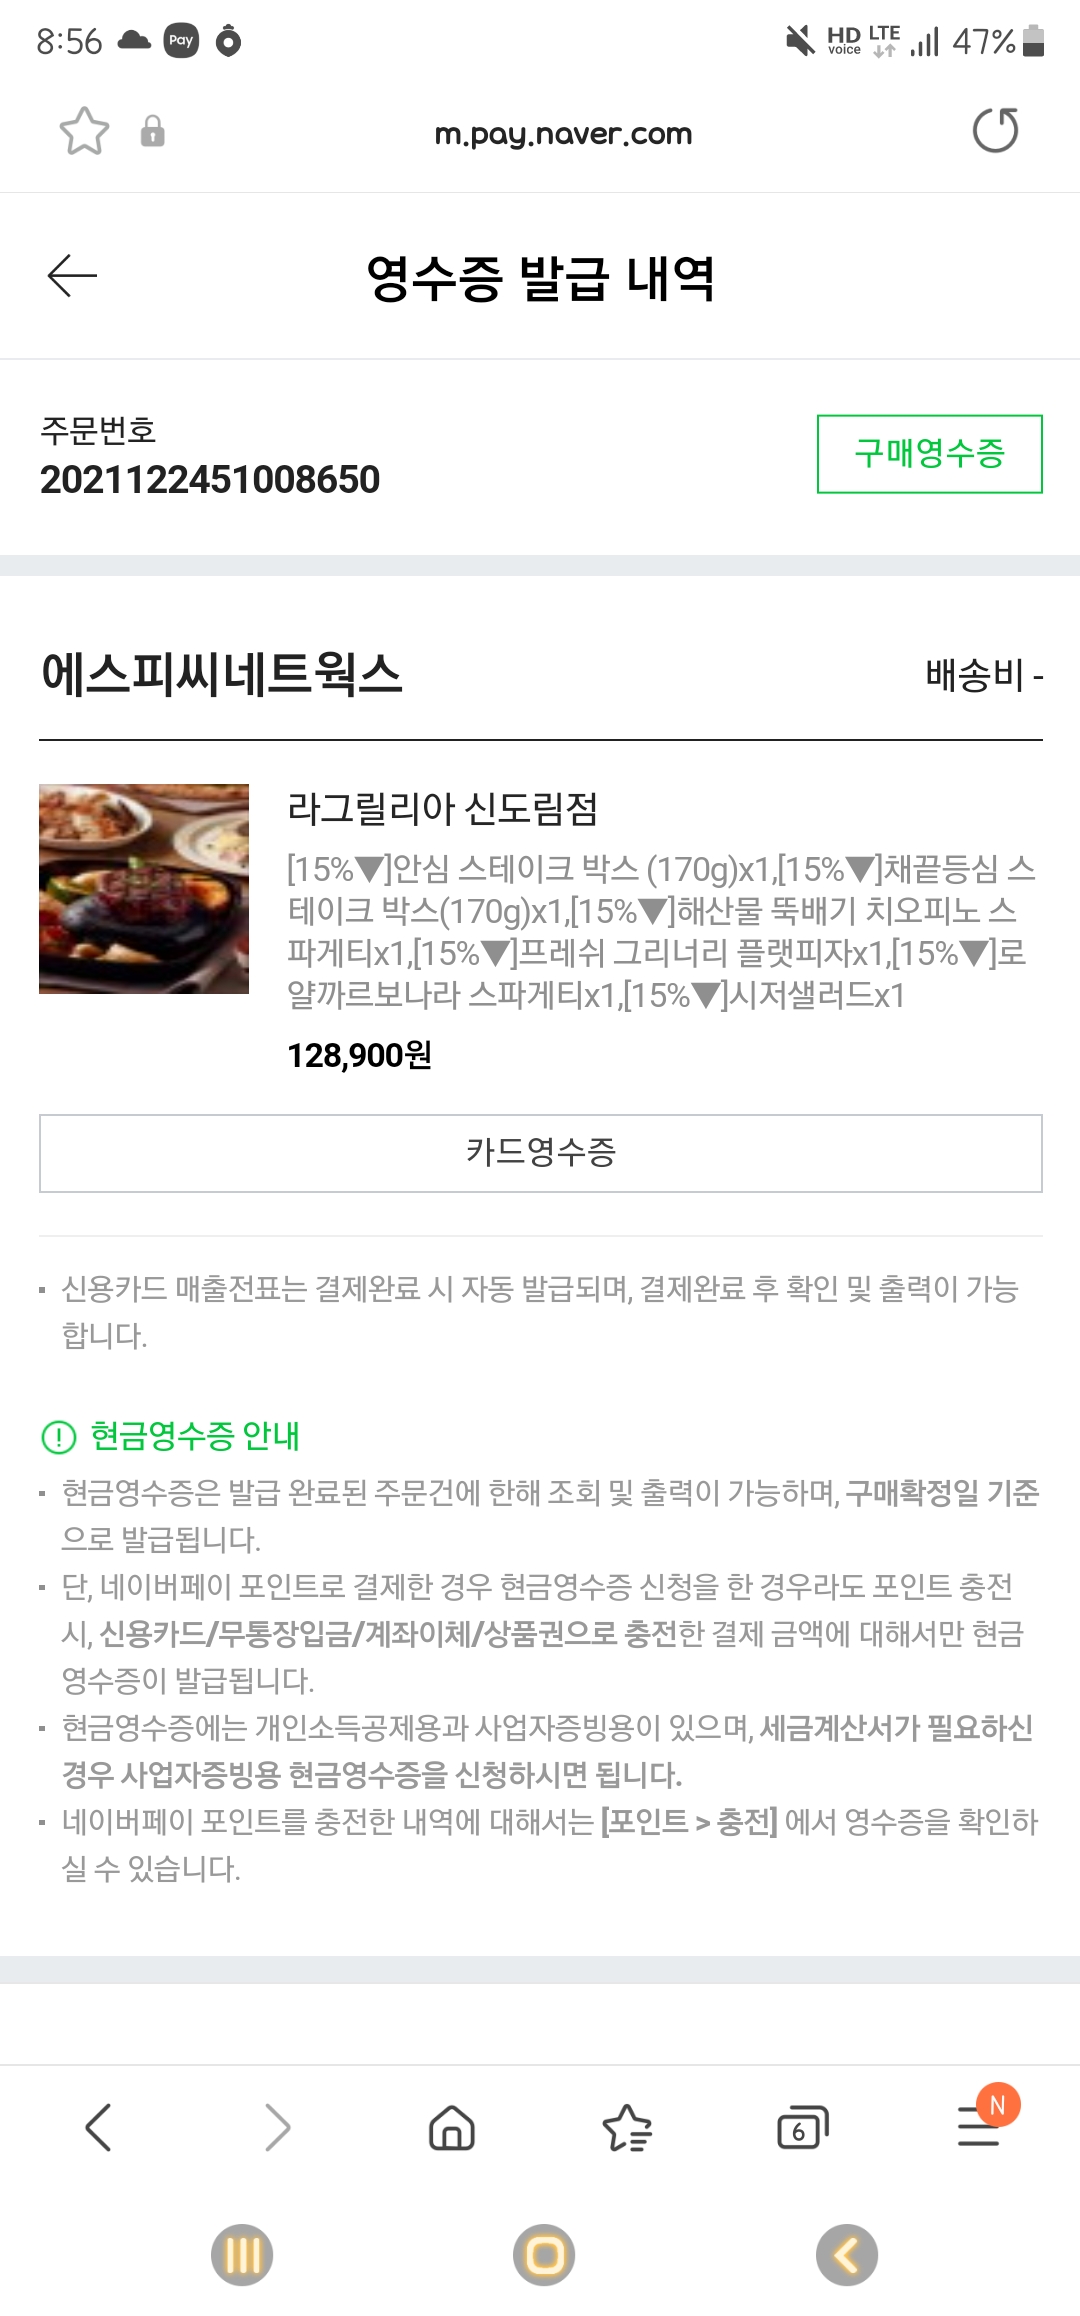 8:56 Pay HD voice LTE 47%
m.pay.naver.com
영수증 발급 내역
주문번호
2021122451008650
구매영수증
에스피씨네트웍스
배송비 -
라그릴리아 신도림점
[15%▼]안심 스테이크 박스 (170g)x1,[15%▼]채끝등심 스
테이크 박스(170g)x1,[15%▼]해산물 뚝배기 치오피노 스
파게티x1,[15%▼]프레쉬 그리너리 플랫피자x1,[15%▼]로
얄까르보나라 스파게티x1,[15%▼]시저샐러드x1
128,900원
카드영수증
▪ 신용카드 매출전표는 결제완료 시 자동 발급되며, 결제완료 후 확인 및 출력이 가능
합니다.
현금영수증 안내
▪ 현금영수증은 발급 완료된 주문건에 한해 조회 및 출력이 가능하며, 구매확정일 기준
으로 발급됩니다.
▪ 단, 네이버페이 포인트로 결제한 경우 현금영수증 신청을 한 경우라도 포인트 충전
시, 신용카드/무통장입금/계좌이체/상품권으로 충전한 결제 금액에 대해서만 현금
영수증이 발급됩니다.
▪ 현금영수증에는 개인소득공제용과 사업자증빙용이 있으며, 세금계산서가 필요하신
경우 사업자증빙용 현금영수증을 신청하시면 됩니다.
▪ 네이버페이 포인트를 충전한 내역에 대해서는 [포인트 > 충전] 에서 영수증을 확인하
실 수 있습니다.
6
N